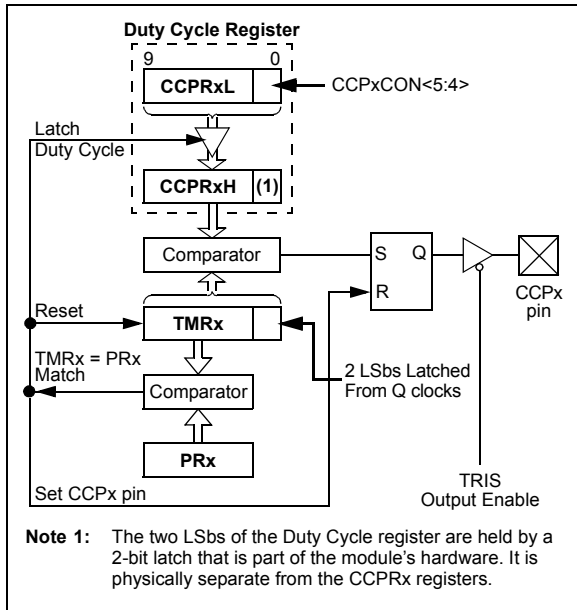 Duty Cycle Register
9 0
CCPRxL
CCPxCON<5:4>
Latch
Duty Cycle
CCPRxH (1)
Comparator
S Q
R
CCPx
pin
Reset
TMRx
TMRx = PRx
Match
2 LSbs Latched
From Q clocks
Comparator
PRx
Set CCPx pin
TRIS
Output Enable
Note 1: The two LSbs of the Duty Cycle register are held by a
2-bit latch that is part of the module's hardware. It is
physically separate from the CCPRx registers.